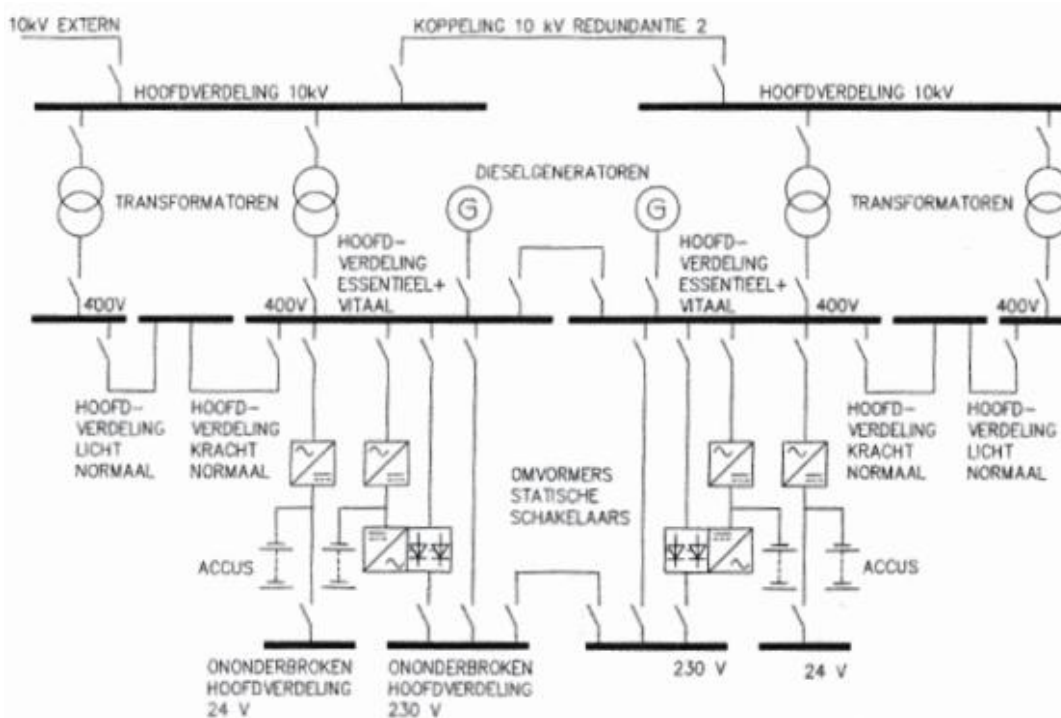 10kV EXTERN
KOPPELING 10 kV REDUNDANTIE 2
HOOFDVERDELING 10kV
HOOFDVERDELING 10kV
DIESELGENERATOREN
TRANSFORMATOREN
G
G
TRANSFORMATOREN
HOOFD-
VERDELING
ESSENTIEEL+
VITAAL
HOOFD-
VERDELING
ESSENTIEEL+
VITAAL
400V
400V
400V
400V
HOOFD-
VERDELING
LICHT
NORMAAL
HOOFD-
VERDELING
KRACHT
NORMAAL
HOOFD-
VERDELING
KRACHT
NORMAAL
HOOFD-
VERDELING
LICHT
NORMAAL
OMVORMERS
STATISCHE
SCHAKELAARS
ACCUS
ACCUS
ONONDERBROKEN
HOOFDVERDELING
24 V
ONONDERBROKEN
HOOFDVERDELING
230 V
230 V
24 V